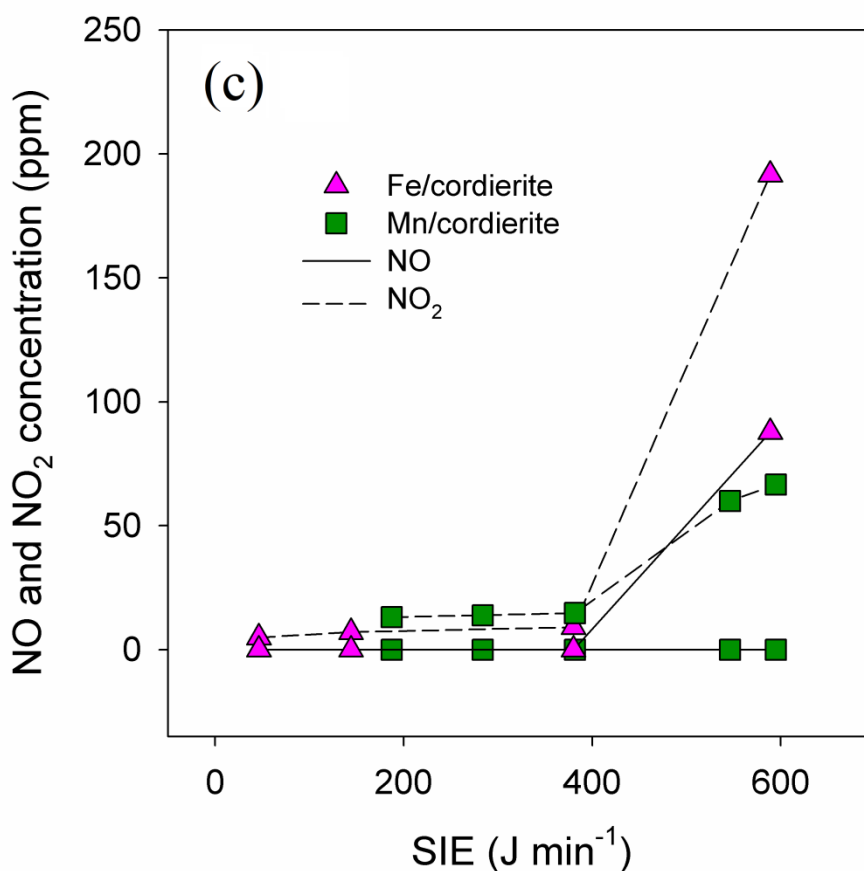 (c)
NO and NO₂ concentration (ppm)
250
200
150
100
50
0
Fe/cordierite
Mn/cordierite
NO
NO₂
0 200 400 600
SIE (J min⁻¹)